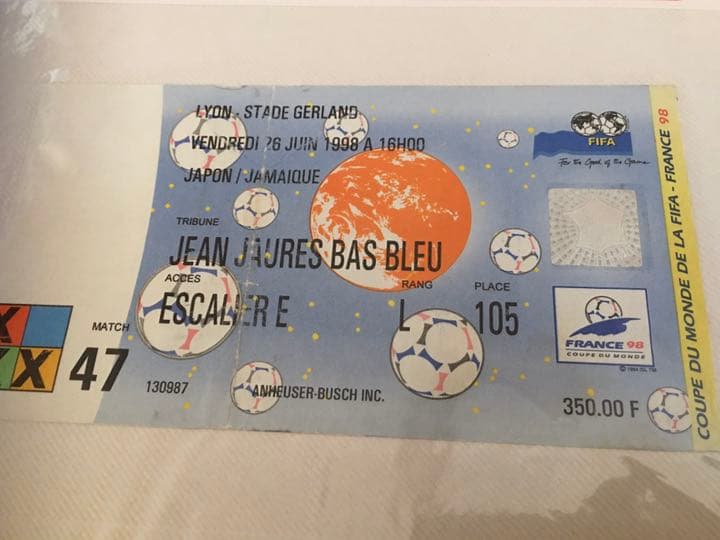 LYON - STADE GERLAND
VENDREDI 26 JUIN 1998 A 16H00
JAPON / JAMAIQUE
TRIBUNE
JEAN JAURES BAS BLEU
ACCES RANG PLACE
ESCALIER E L 105
MATCH
47
130987
ANHEUSER-BUSCH INC.
350.00 F
FIFA
For the Good of the Game
FRANCE 98
COUPE DU MONDE
© 1994 ISL TM
COUPE DU MONDE DE LA FIFA - FRANCE 98
X
XX